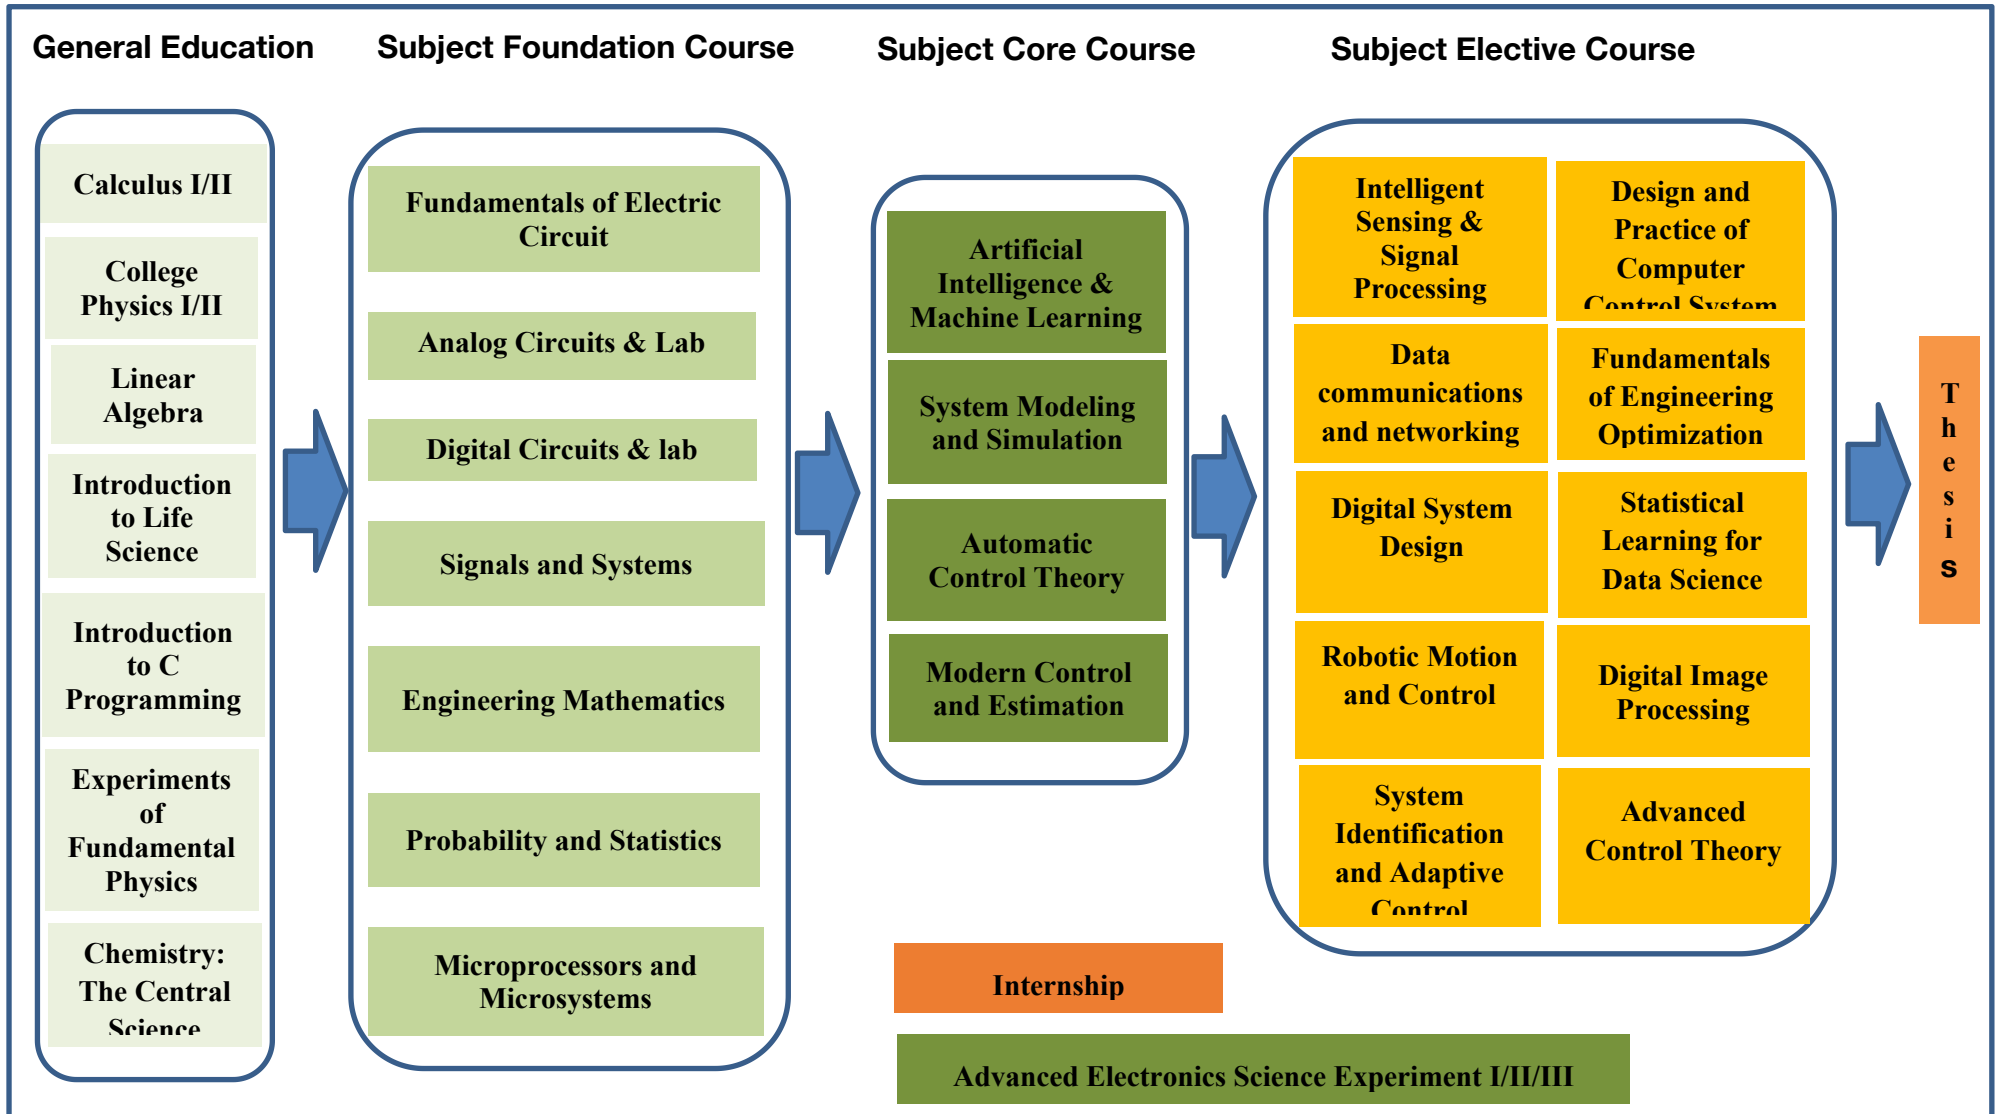 General Education
Subject Foundation Course
Subject Core Course
Subject Elective Course
Calculus I/II
College
Physics I/II
Linear
Algebra
Introduction
to Life
Science
Introduction
to C
Programming
Experiments
of
Fundamental
Physics
Chemistry:
The Central
Science
Fundamentals of Electric
Circuit
Analog Circuits & Lab
Digital Circuits & lab
Signals and Systems
Engineering Mathematics
Probability and Statistics
Microprocessors and
Microsystems
Artificial
Intelligence &
Machine Learning
System Modeling
and Simulation
Automatic
Control Theory
Modern Control
and Estimation
Intelligent
Sensing &
Signal
Processing
Data
communications
and networking
Digital System
Design
Robotic Motion
and Control
System
Identification
and Adaptive
Control
Design and
Practice of
Computer
Control System
Fundamentals
of Engineering
Optimization
Statistical
Learning for
Data Science
Digital Image
Processing
Advanced
Control Theory
Thesis
Internship
Advanced Electronics Science Experiment I/II/III